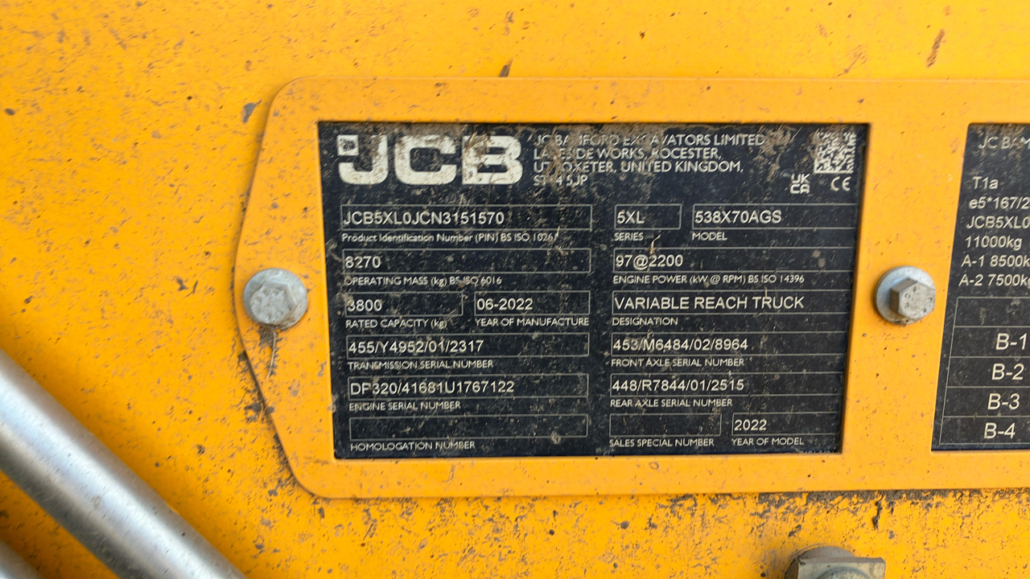 JCB
JC BAMFORD EXCAVATORS LIMITED
LAKESIDE WORKS, ROCESTER,
UTTOXETER, UNITED KINGDOM,
ST14 5JP
UK
CA CE
JCB5XL0JCN3151570
Product Identification Number (PIN) BS ISO 10261
5XL
SERIES
538X70AGS
MODEL
8270
OPERATING MASS (kg) BS ISO 6016
97@2200
ENGINE POWER (kW @ RPM) BS ISO 14396
3800
RATED CAPACITY (kg)
06-2022
YEAR OF MANUFACTURE
VARIABLE REACH TRUCK
DESIGNATION
455/Y4952/01/2317
TRANSMISSION SERIAL NUMBER
453/M6484/02/8964
FRONT AXLE SERIAL NUMBER
DP320/41681U1767122
ENGINE SERIAL NUMBER
448/R7844/01/2515
REAR AXLE SERIAL NUMBER
HOMOLOGATION NUMBER
SALES SPECIAL NUMBER
2022
YEAR OF MODEL
JC BAM
T1a
e5*167/2
JCB5XL0
11000kg
A-1 8500k
A-2 7500k
B-1
B-2
B-3
B-4